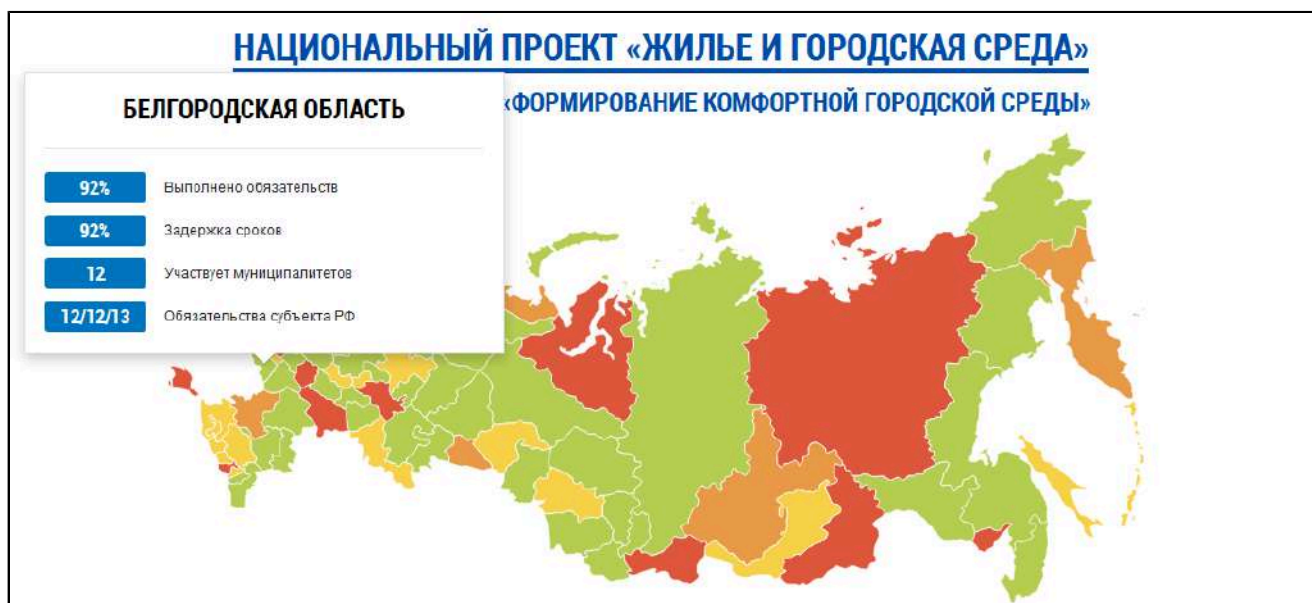 НАЦИОНАЛЬНЫЙ ПРОЕКТ «ЖИЛЬЕ И ГОРОДСКАЯ СРЕДА»
«ФОРМИРОВАНИЕ КОМФОРТНОЙ ГОРОДСКОЙ СРЕДЫ»
БЕЛГОРОДСКАЯ ОБЛАСТЬ
92% Выполнено обязательств
92% Задержка сроков
12 Участвует муниципалитетов
12/12/13 Обязательства субъекта РФ